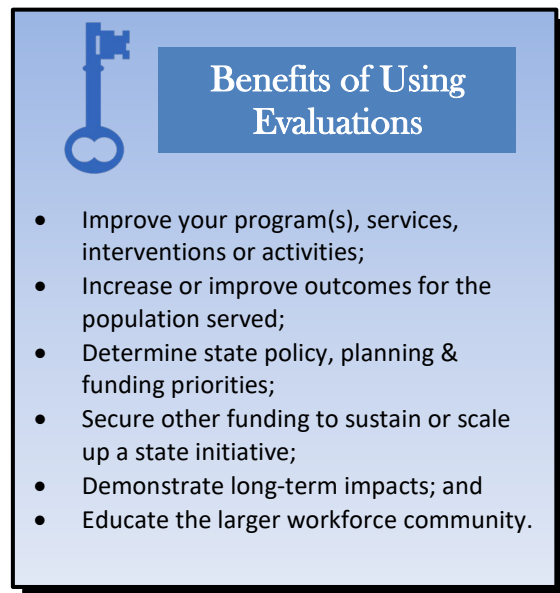 Benefits of Using
Evaluations
• Improve your program(s), services,
interventions or activities;
• Increase or improve outcomes for the
population served;
• Determine state policy, planning &
funding priorities;
• Secure other funding to sustain or scale
up a state initiative;
• Demonstrate long-term impacts; and
• Educate the larger workforce community.